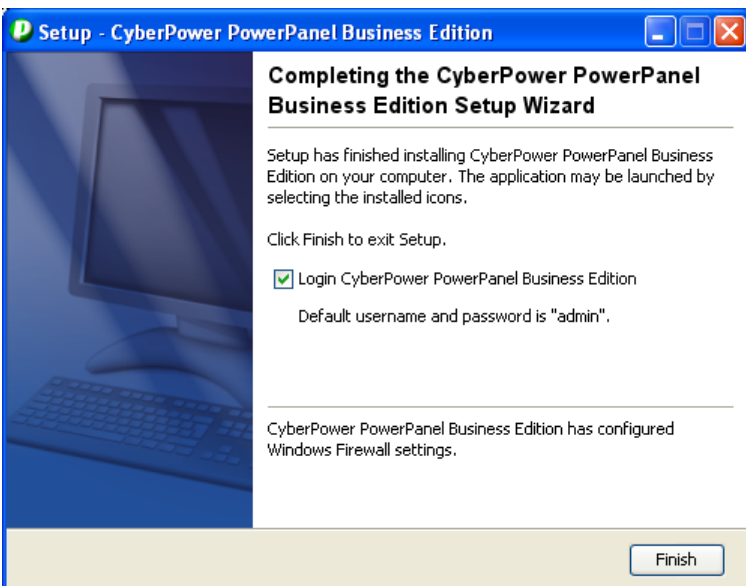 Setup - CyberPower PowerPanel Business Edition
Completing the CyberPower PowerPanel
Business Edition Setup Wizard
Setup has finished installing CyberPower PowerPanel Business
Edition on your computer. The application may be launched by
selecting the installed icons.
Click Finish to exit Setup.
Login CyberPower PowerPanel Business Edition
Default username and password is "admin".
CyberPower PowerPanel Business Edition has configured
Windows Firewall settings.
Finish